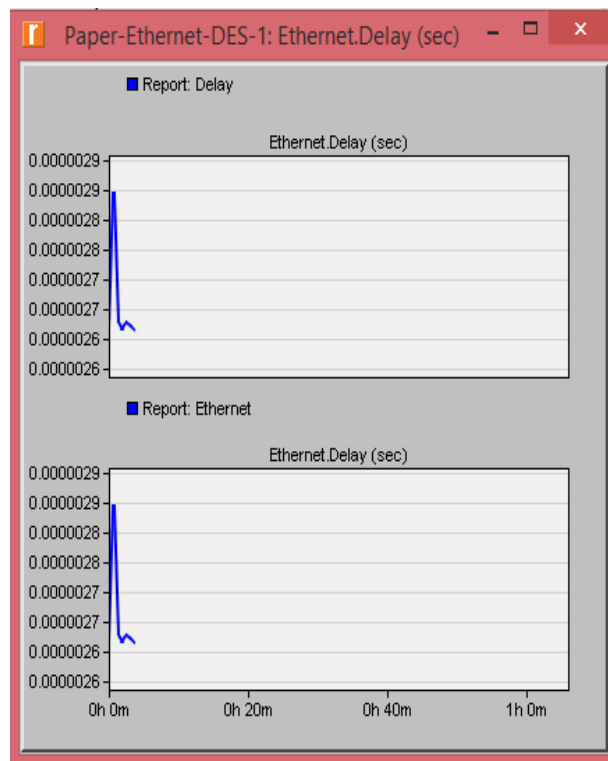 Paper-Ethernet-DES-1: Ethernet.Delay (sec)
Report: Delay
Ethernet.Delay (sec)
0.0000029
0.0000029
0.0000028
0.0000028
0.0000027
0.0000027
0.0000026
0.0000026
Report: Ethernet
Ethernet.Delay (sec)
0.0000029
0.0000029
0.0000028
0.0000028
0.0000027
0.0000027
0.0000026
0.0000026
0h 0m 0h 20m 0h 40m 1h 0m